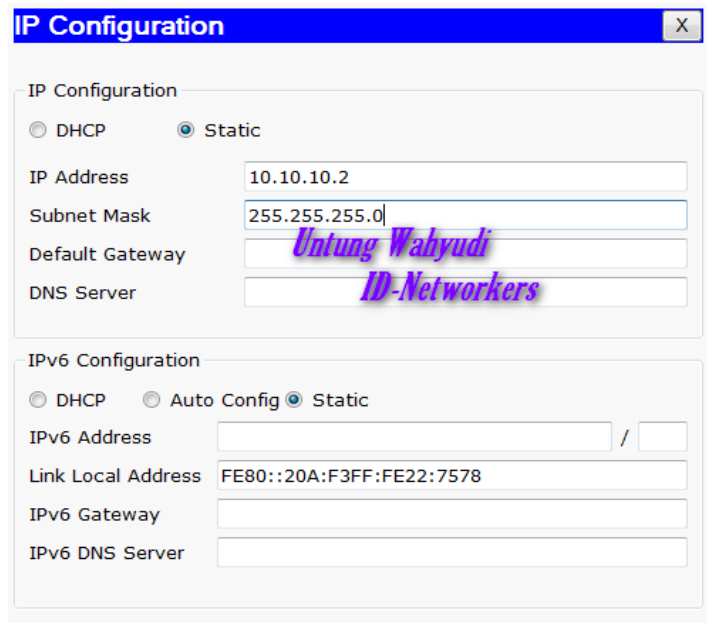 IP Configuration X
IP Configuration
DHCP Static
IP Address 10.10.10.2
Subnet Mask 255.255.255.0
Default Gateway
Untung Wahyudi
DNS Server
ID-Networkers
IPv6 Configuration
DHCP Auto Config Static
IPv6 Address /
Link Local Address FE80::20A:F3FF:FE22:7578
IPv6 Gateway
IPv6 DNS Server